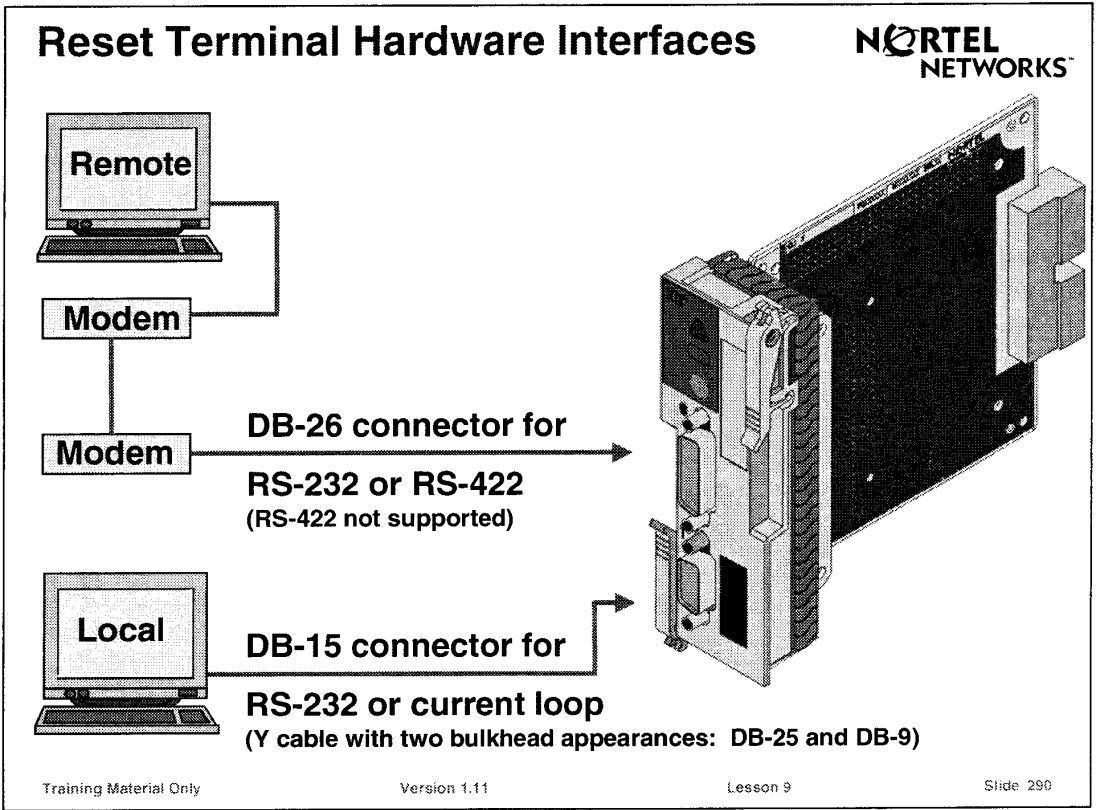 Reset Terminal Hardware Interfaces
NORTEL
NETWORKS™
Remote
Modem
Modem
DB-26 connector for
RS-232 or RS-422
(RS-422 not supported)
Local
DB-15 connector for
RS-232 or current loop
(Y cable with two bulkhead appearances: DB-25 and DB-9)
Training Material Only
Version 1.11
Lesson 9
Slide 290